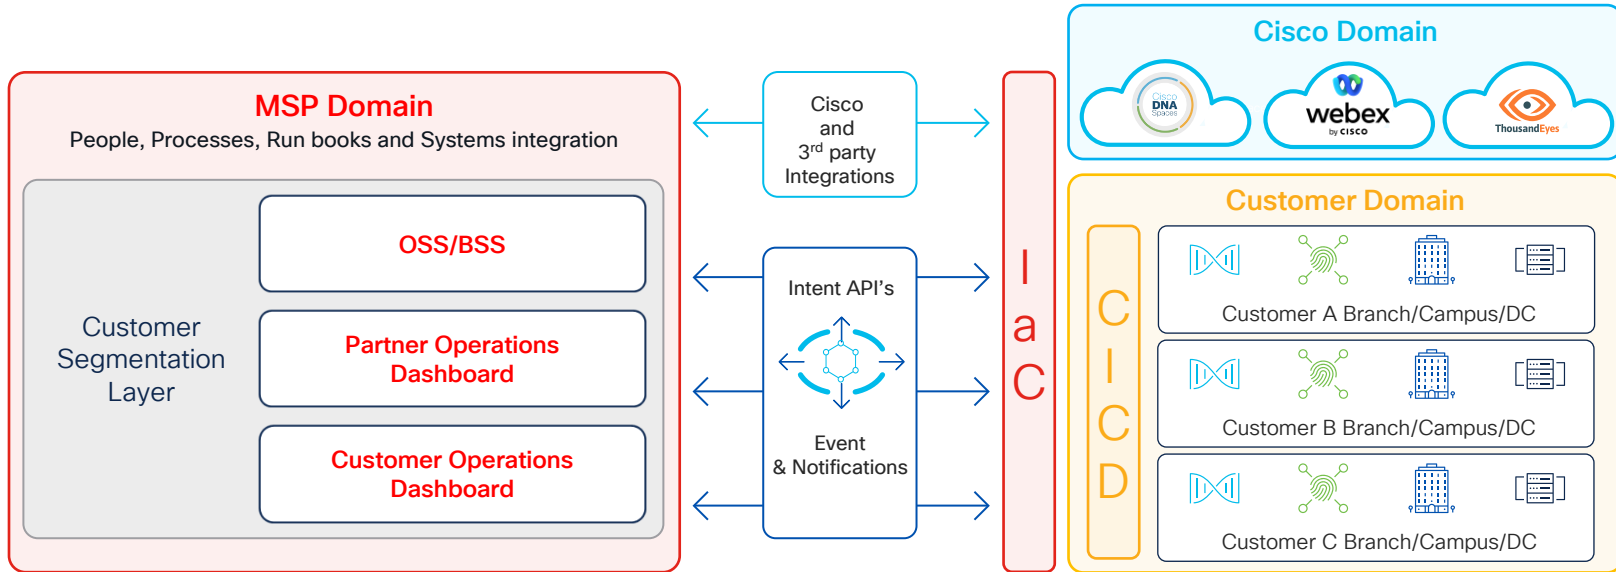 MSP Domain
People, Processes, Run books and Systems integration
Customer
Segmentation
Layer
OSS/BSS
Partner Operations
Dashboard
Customer Operations
Dashboard
Cisco
and
3rd party
Integrations
Intent API's
Event
& Notifications
I
a
C
Cisco Domain
Cisco
DNA
Spaces
webex
by CISCO
ThousandEyes
Customer Domain
C
I
C
D
Customer A Branch/Campus/DC
Customer B Branch/Campus/DC
Customer C Branch/Campus/DC